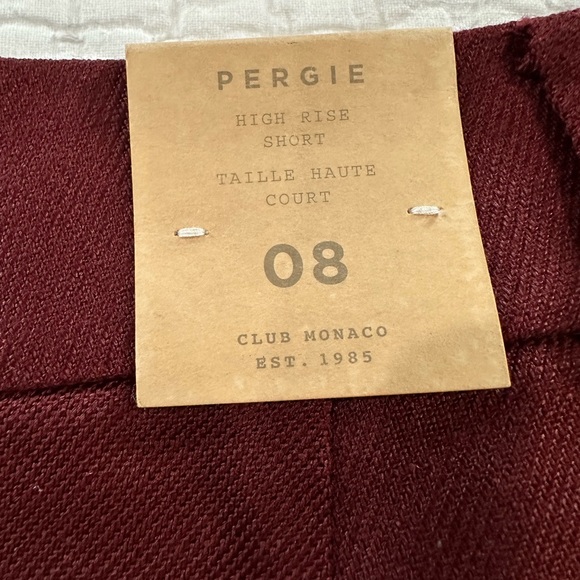 PERGIE
HIGH RISE
SHORT
TAILLE HAUTE
COURT
08
CLUB MONACO
EST. 1985